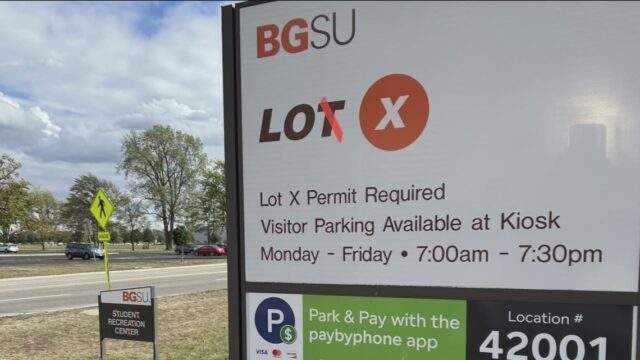 BGSU
LOT X
Lot X Permit Required
Visitor Parking Available at Kiosk
Monday - Friday • 7:00am - 7:30pm
P $
VISA
Park & Pay with the
paybyphone app
Location #
42001
BGSU
STUDENT
RECREATION
CENTER